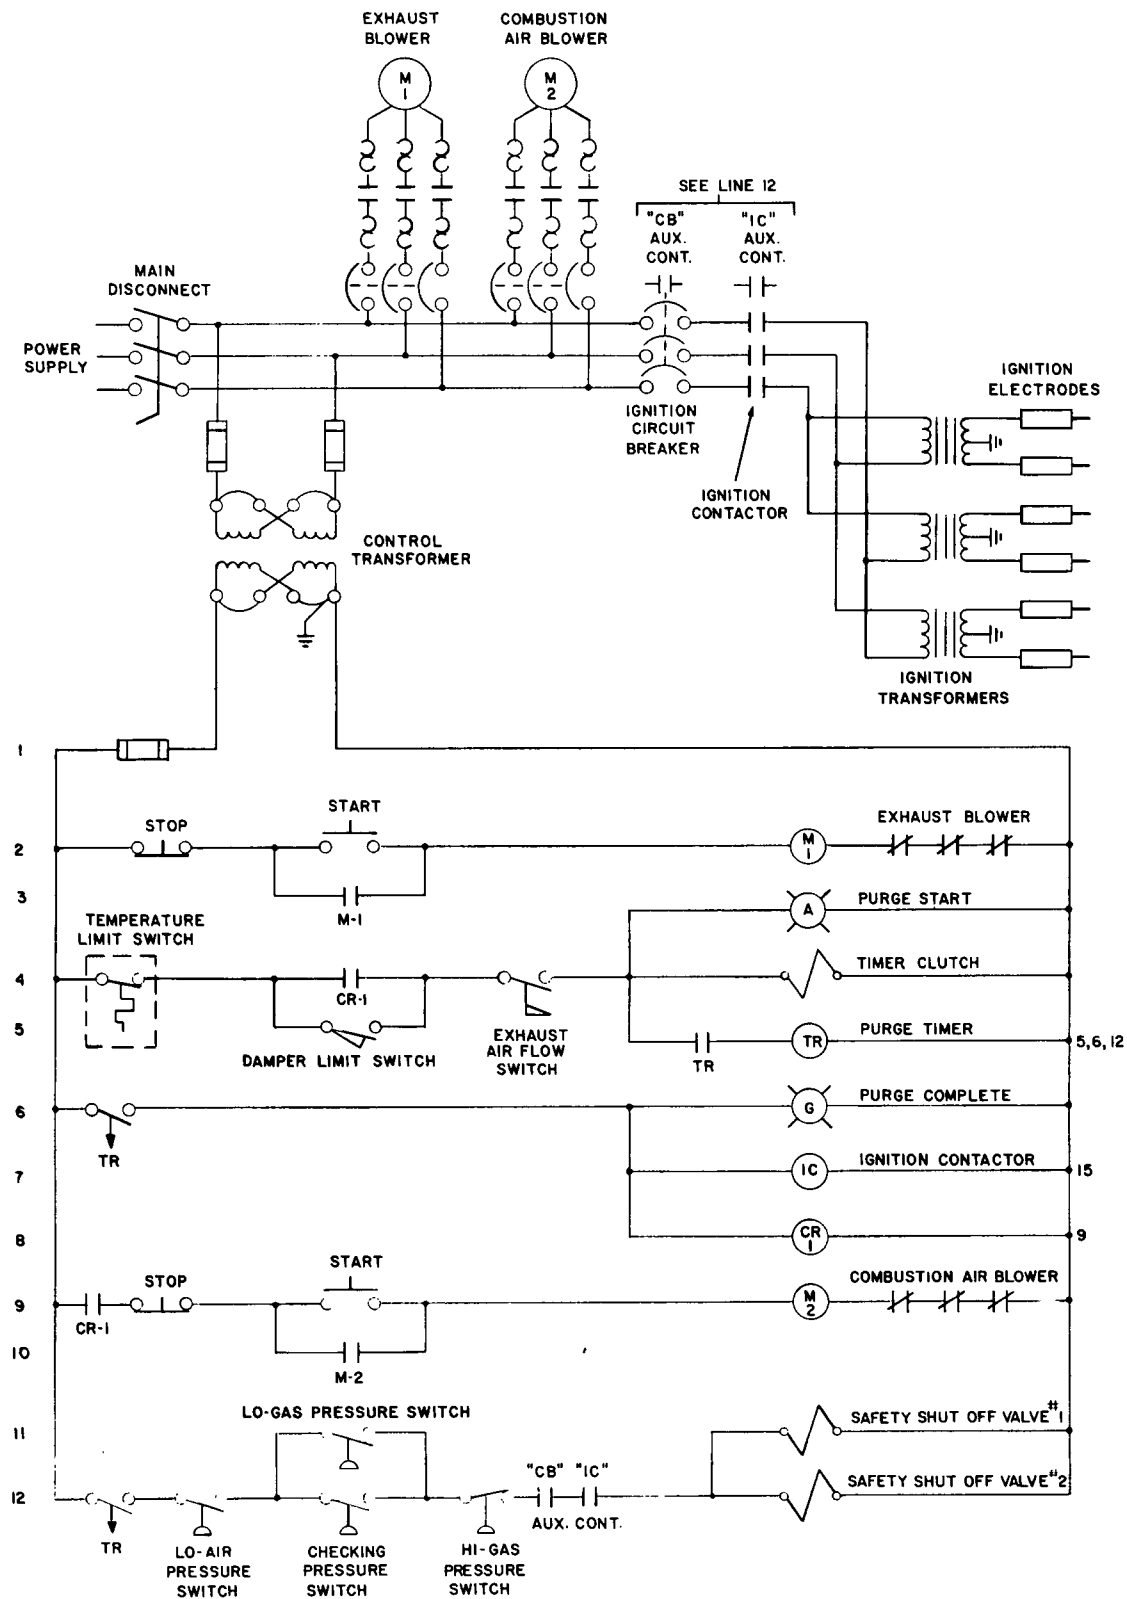 EXHAUST
BLOWER
COMBUSTION
AIR BLOWER
M
1
M
2
SEE LINE 12
"CB"
AUX.
CONT.
"IC"
AUX.
CONT.
MAIN
DISCONNECT
POWER
SUPPLY
IGNITION
ELECTRODES
IGNITION
CIRCUIT
BREAKER
IGNITION
CONTACTOR
CONTROL
TRANSFORMER
IGNITION
TRANSFORMERS
1
START
STOP
EXHAUST BLOWER
2
M
1
3
M-1
PURGE START
A
TEMPERATURE
LIMIT SWITCH
4
CR-1
TIMER CLUTCH
5
DAMPER LIMIT SWITCH
EXHAUST
AIR FLOW
SWITCH
TR
TR
PURGE TIMER
5,6,12
6
TR
G
PURGE COMPLETE
7
IC
IGNITION CONTACTOR
15
8
CR
1
9
START
STOP
COMBUSTION AIR BLOWER
9
CR-1
M
2
10
M-2
LO-GAS PRESSURE SWITCH
11
SAFETY SHUT OFF VALVE #1
"CB" "IC"
12
SAFETY SHUT OFF VALVE #2
AUX. CONT.
TR
LO-AIR
PRESSURE
SWITCH
CHECKING
PRESSURE
SWITCH
HI-GAS
PRESSURE
SWITCH